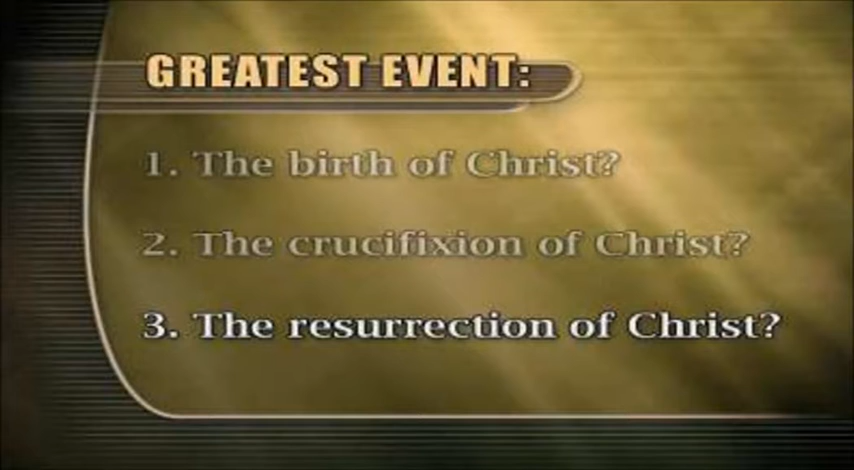 GREATEST EVENT:
1. The birth of Christ?
2. The crucifixion of Christ?
3. The resurrection of Christ?